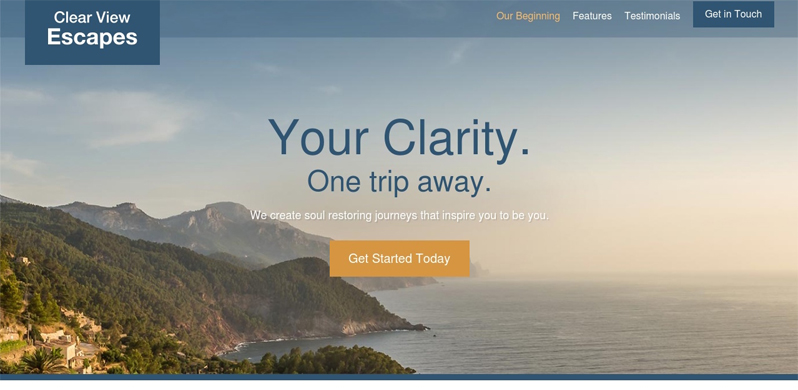 Clear View
Escapes
Our Beginning Features Testimonials Get in Touch
Your Clarity.
One trip away.
We create soul restoring journeys that inspire you to be you.
Get Started Today